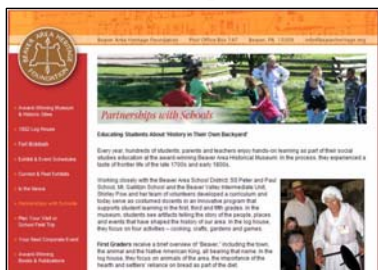 BEAVER AREA HERITAGE FOUNDATION
Beaver Area Heritage Foundation Post Office Box 147 Beaver, PA 15009 info@beaverheritage.org
Partnerships with Schools
Educating Students About 'History in Their Own Backyard'
Every year, hundreds of students, parents and teachers enjoy hands-on learning as part of their social
studies education at the award-winning Beaver Area Historical Museum. In the process, they experienced a
taste of frontier life of the late 1700s and early 1800s.
Working closely with the Beaver Area School District, SS Peter and Paul
School, Mt. Gallitzin School and the Beaver Valley Intermediate Unit,
Shirley Pow and her team of volunteers developed a curriculum and
today serve as costumed docents in an innovative program that
supports student learning in the first, third and fifth grades. In the
museum, students see artifacts telling the story of the people, places
and events that have shaped the history of our area. In the log house,
they focus on four activities – cooking, crafts, gardens and games.
First Graders receive a brief overview of 'Beaver,' including the town,
the animal and the Native American King, all bearing that name. In the
log house, they focus on animals of the area, the importance of the
hearth and settlers' reliance on bread as part of the diet.
Award-Winning Museum
& Historic Sites
1802 Log House
Fort McIntosh
Exhibit & Event Schedules
Current & Past Exhibits
In the News
Partnerships with Schools
Plan Your Visit or
School Field Trip
Your Next Corporate Event
Award-Winning
Books & Publications